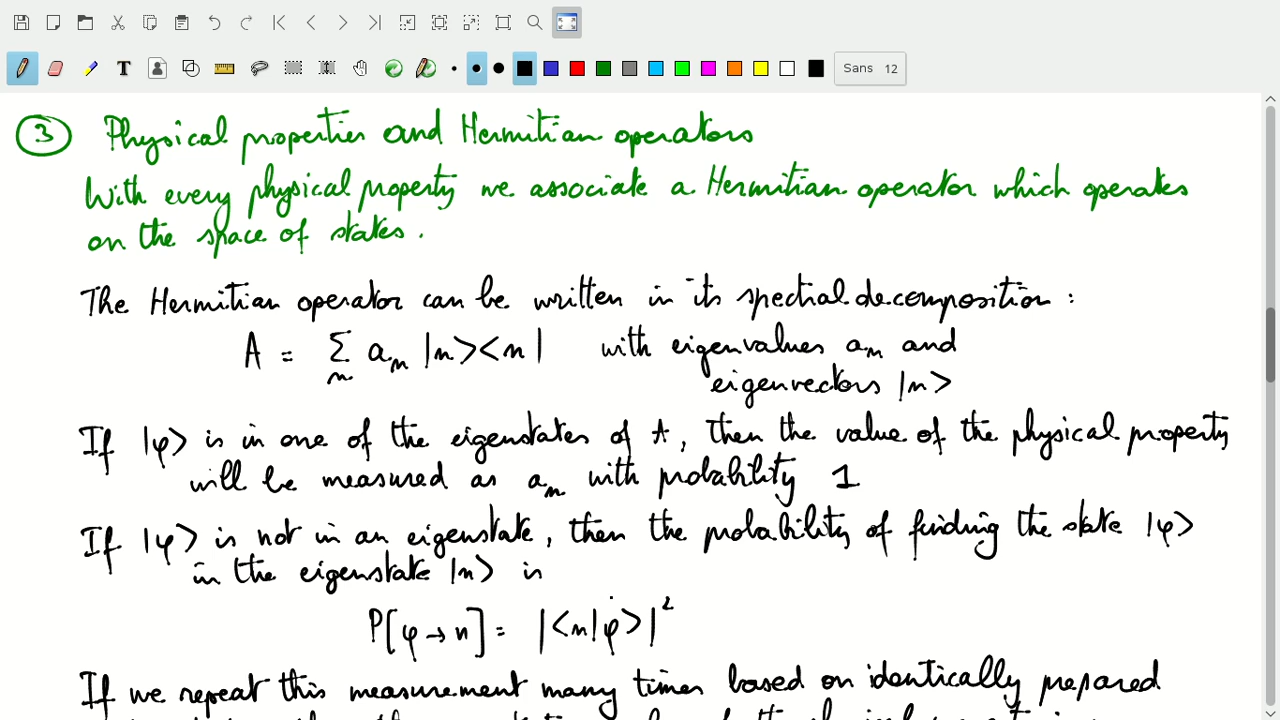 Sans 12
3 Physical properties and Hermitian operators
With every physical property we associate a Hermitian operator which operates
on the space of states.
The Hermitian operator can be written in its spectral decomposition :
A = Σ_n a_n |n><n| with eigenvalues a_n and
eigenvectors |n>
If |φ> is in one of the eigenstates of A, then the value of the physical property
will be measured as a_n with probability 1
If |φ> is not in an eigenstate, then the probability of finding the state |φ>
in the eigenstate |n> is
P[φ→n] = |<n|φ>|²
If we repeat this measurement many times based on identically prepared